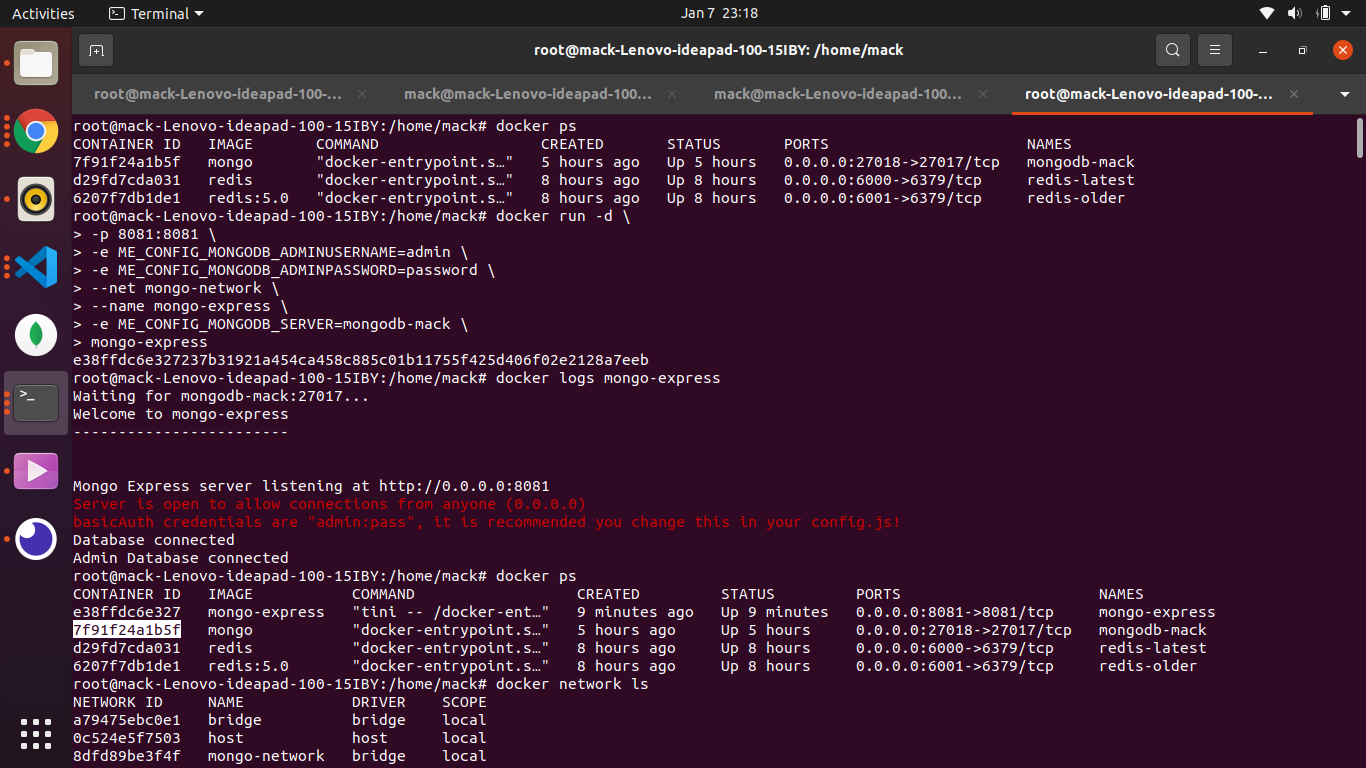 Activities
Terminal
Jan 7 23:18
root@mack-Lenovo-ideapad-100-15IBY: /home/mack
root@mack-Lenovo-ideapad-100-... mack@mack-Lenovo-ideapad-100... mack@mack-Lenovo-ideapad-100... root@mack-Lenovo-ideapad-100-...
root@mack-Lenovo-ideapad-100-15IBY:/home/mack# docker ps
CONTAINER ID   IMAGE       COMMAND                  CREATED       STATUS       PORTS                      NAMES
7f91f24a1b5f   mongo       "docker-entrypoint.s…"   5 hours ago   Up 5 hours   0.0.0.0:27018->27017/tcp   mongodb-mack
d29fd7cda031   redis       "docker-entrypoint.s…"   8 hours ago   Up 8 hours   0.0.0.0:6000->6379/tcp     redis-latest
6207f7db1de1   redis:5.0   "docker-entrypoint.s…"   8 hours ago   Up 8 hours   0.0.0.0:6001->6379/tcp     redis-older
root@mack-Lenovo-ideapad-100-15IBY:/home/mack# docker run -d \
> -p 8081:8081 \
> -e ME_CONFIG_MONGODB_ADMINUSERNAME=admin \
> -e ME_CONFIG_MONGODB_ADMINPASSWORD=password \
> --net mongo-network \
> --name mongo-express \
> -e ME_CONFIG_MONGODB_SERVER=mongodb-mack \
> mongo-express
e38ffdc6e327237b31921a454ca458c885c01b11755f425d406f02e2128a7eeb
root@mack-Lenovo-ideapad-100-15IBY:/home/mack# docker logs mongo-express
Waiting for mongodb-mack:27017...
Welcome to mongo-express
------------------------
Mongo Express server listening at http://0.0.0.0:8081
Server is open to allow connections from anyone (0.0.0.0)
basicAuth credentials are "admin:pass", it is recommended you change this in your config.js!
Database connected
Admin Database connected
root@mack-Lenovo-ideapad-100-15IBY:/home/mack# docker ps
CONTAINER ID   IMAGE           COMMAND                  CREATED         STATUS         PORTS                      NAMES
e38ffdc6e327   mongo-express   "tini -- /docker-ent…"   9 minutes ago   Up 9 minutes   0.0.0.0:8081->8081/tcp     mongo-express
7f91f24a1b5f   mongo           "docker-entrypoint.s…"   5 hours ago     Up 5 hours     0.0.0.0:27018->27017/tcp   mongodb-mack
d29fd7cda031   redis           "docker-entrypoint.s…"   8 hours ago     Up 8 hours     0.0.0.0:6000->6379/tcp     redis-latest
6207f7db1de1   redis:5.0       "docker-entrypoint.s…"   8 hours ago     Up 8 hours     0.0.0.0:6001->6379/tcp     redis-older
root@mack-Lenovo-ideapad-100-15IBY:/home/mack# docker network ls
NETWORK ID     NAME            DRIVER    SCOPE
a79475ebc0e1   bridge          bridge    local
0c524e5f7503   host            host      local
8dfd89be3f4f   mongo-network   bridge    local